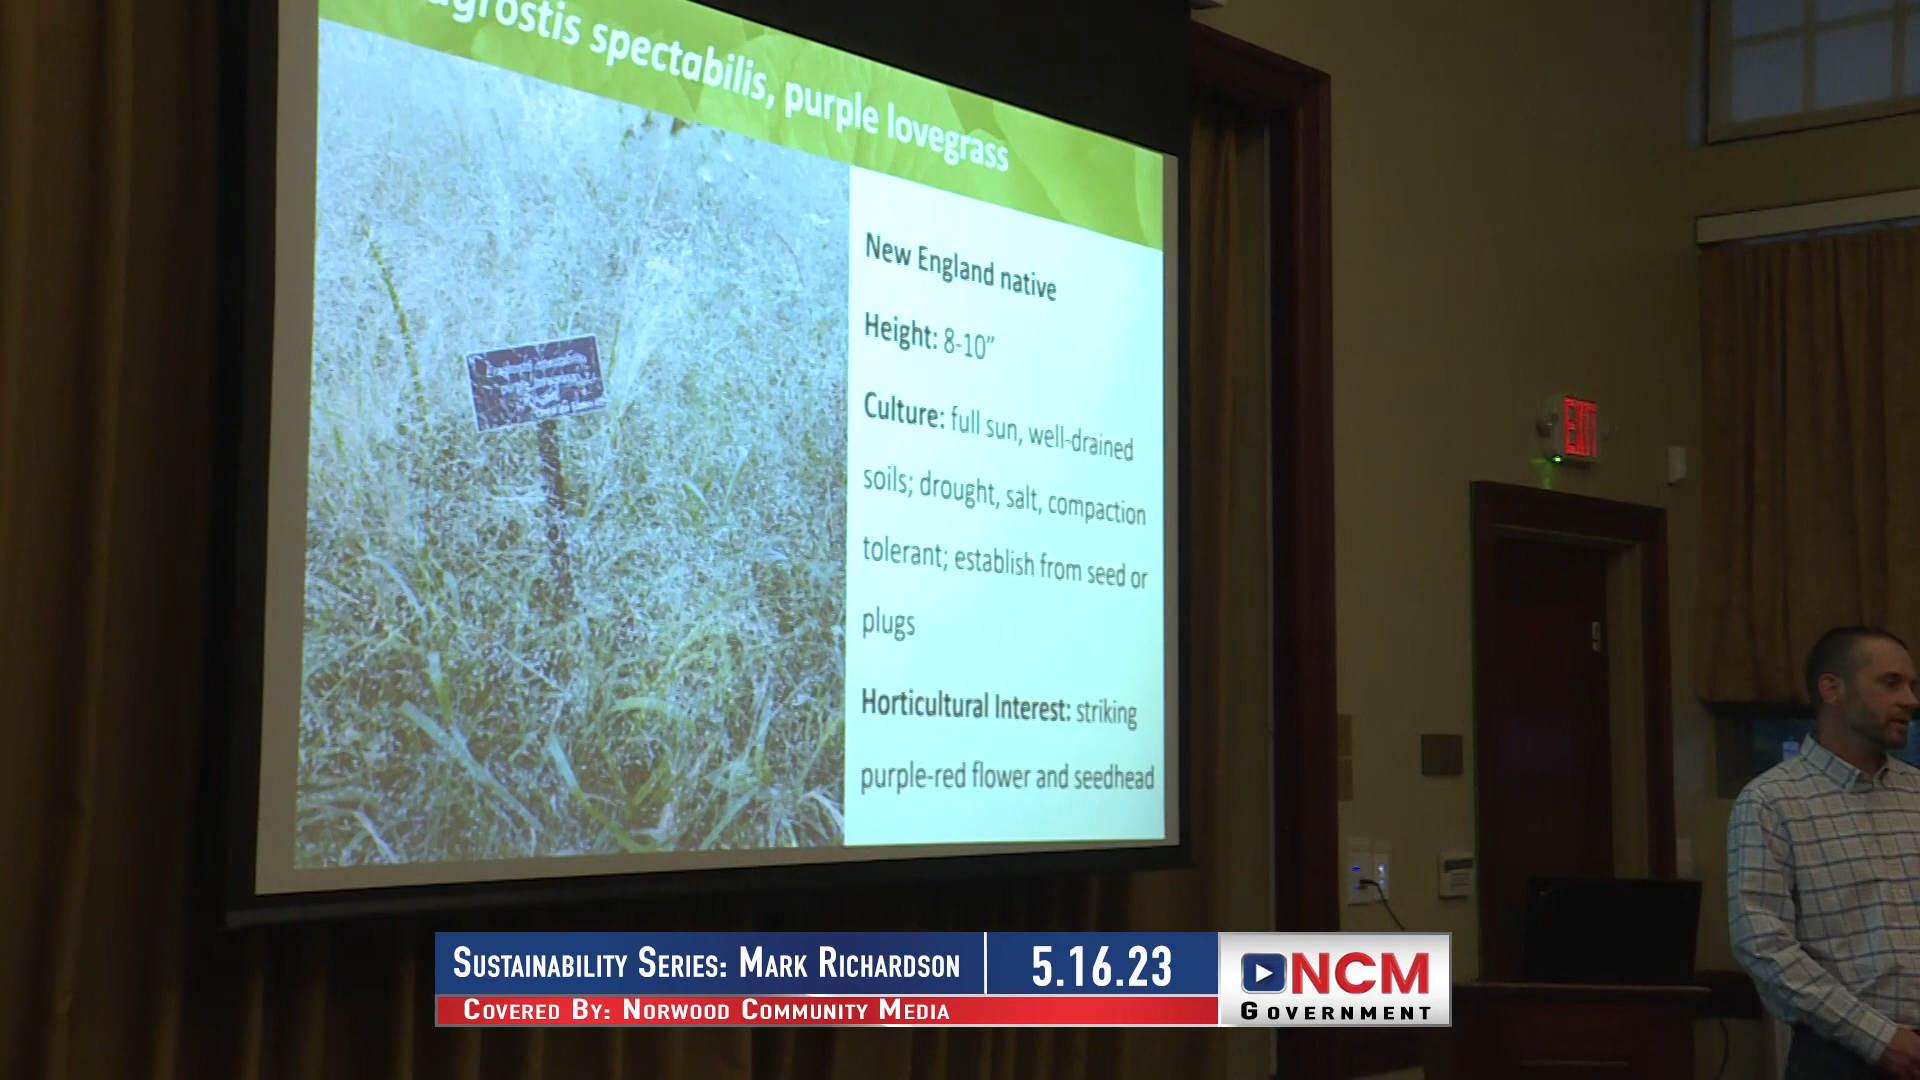 spectabilis, purple lovegrass
New England native
Height: 8-10”
Culture: full sun, well-drained
soils; drought, salt, compaction
tolerant; establish from seed or
plugs
Horticultural Interest: striking
purple-red flower and seedhead
EXIT
Sustainability Series: Mark Richardson
5.16.23
NCM
Government
Covered By: Norwood Community Media